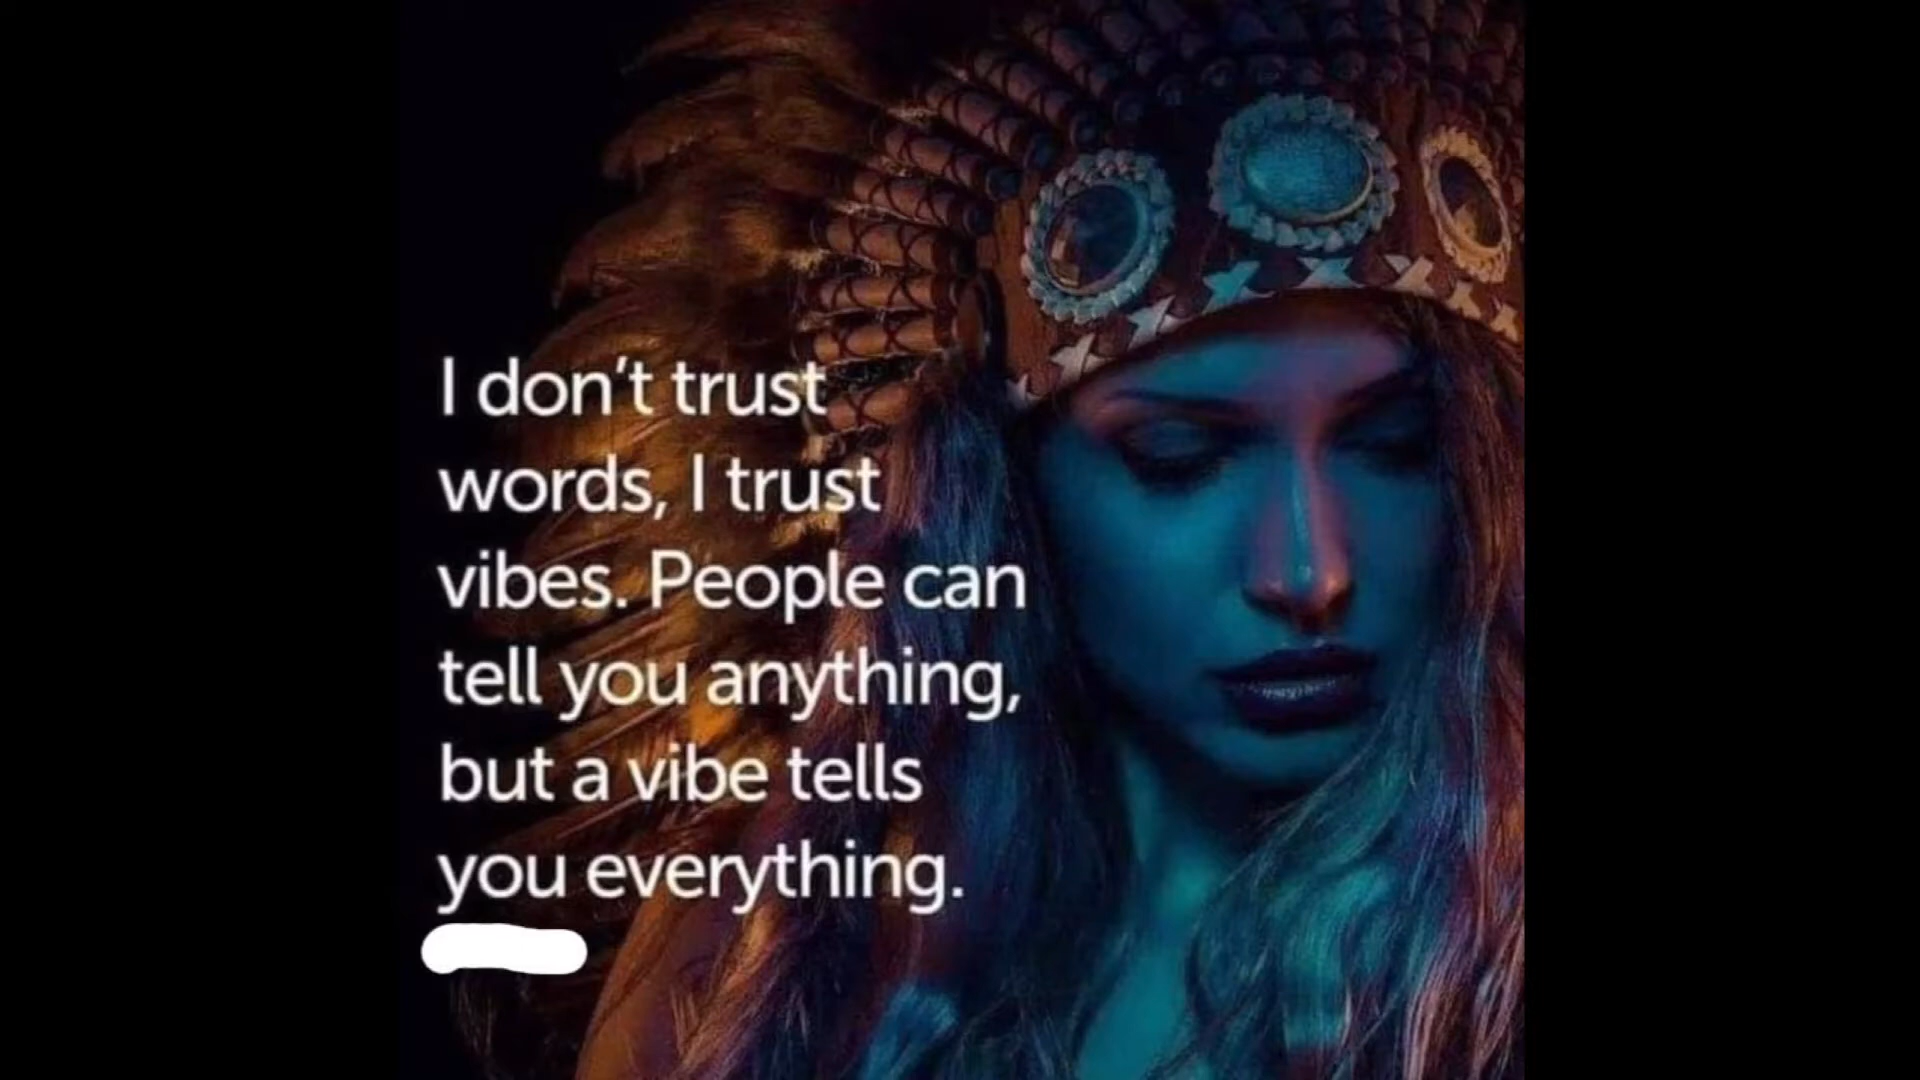 I don't trust
words, I trust
vibes. People can
tell you anything,
but a vibe tells
you everything.